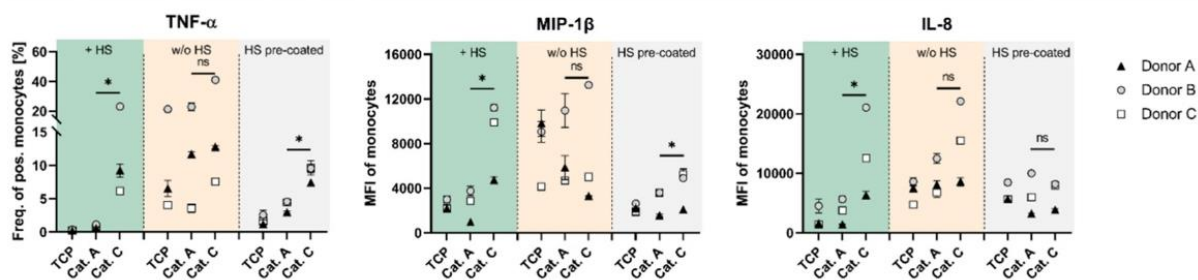 TNF-α
Freq. of pos. monocytes [%]
60
40
20
15
10
5
0
+ HS
w/o HS
HS pre-coated
*
ns
*
TCP
Cat. A
Cat. C
TCP
Cat. A
Cat. C
TCP
Cat. A
Cat. C
MIP-1β
MFI of monocytes
16000
12000
8000
4000
0
+ HS
w/o HS
HS pre-coated
*
ns
*
TCP
Cat. A
Cat. C
TCP
Cat. A
Cat. C
TCP
Cat. A
Cat. C
IL-8
MFI of monocytes
30000
20000
10000
0
+ HS
w/o HS
HS pre-coated
*
ns
ns
TCP
Cat. A
Cat. C
TCP
Cat. A
Cat. C
TCP
Cat. A
Cat. C
Donor A
Donor B
Donor C